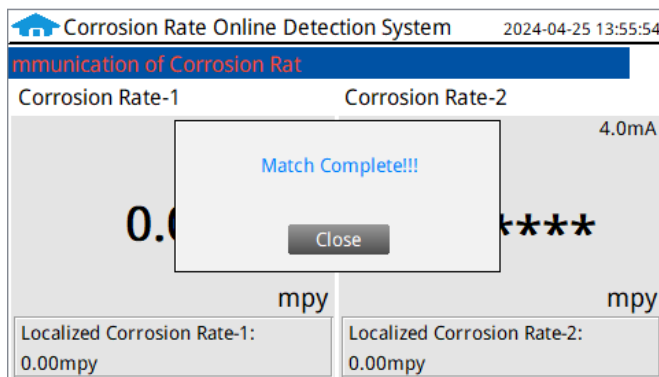 Corrosion Rate Online Detection System 2024-04-25 13:55:54
mmunication of Corrosion Rat
Corrosion Rate-1 Corrosion Rate-2
4.0mA
Match Complete!!!
0.0 ****
Close
mpy mpy
Localized Corrosion Rate-1: Localized Corrosion Rate-2:
0.00mpy 0.00mpy